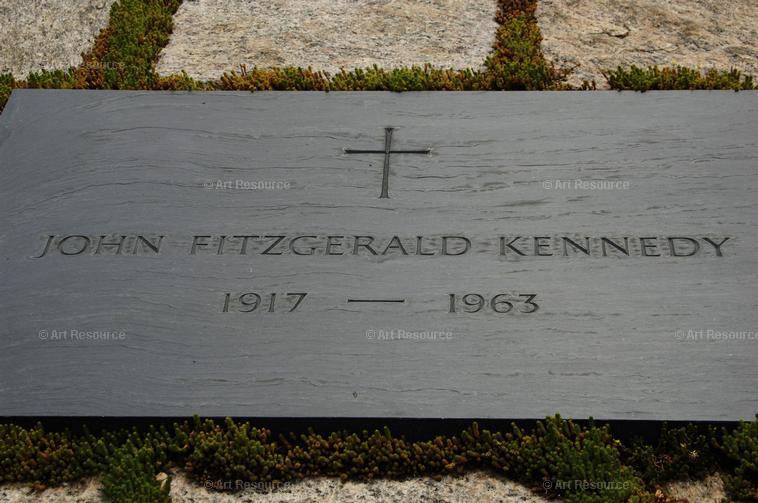 © Art Resource © Art Resource
JOHN FITZGERALD KENNEDY
1917 — 1963
© Art Resource © Art Resource © Art Resource
© Art Resource © Art Resource